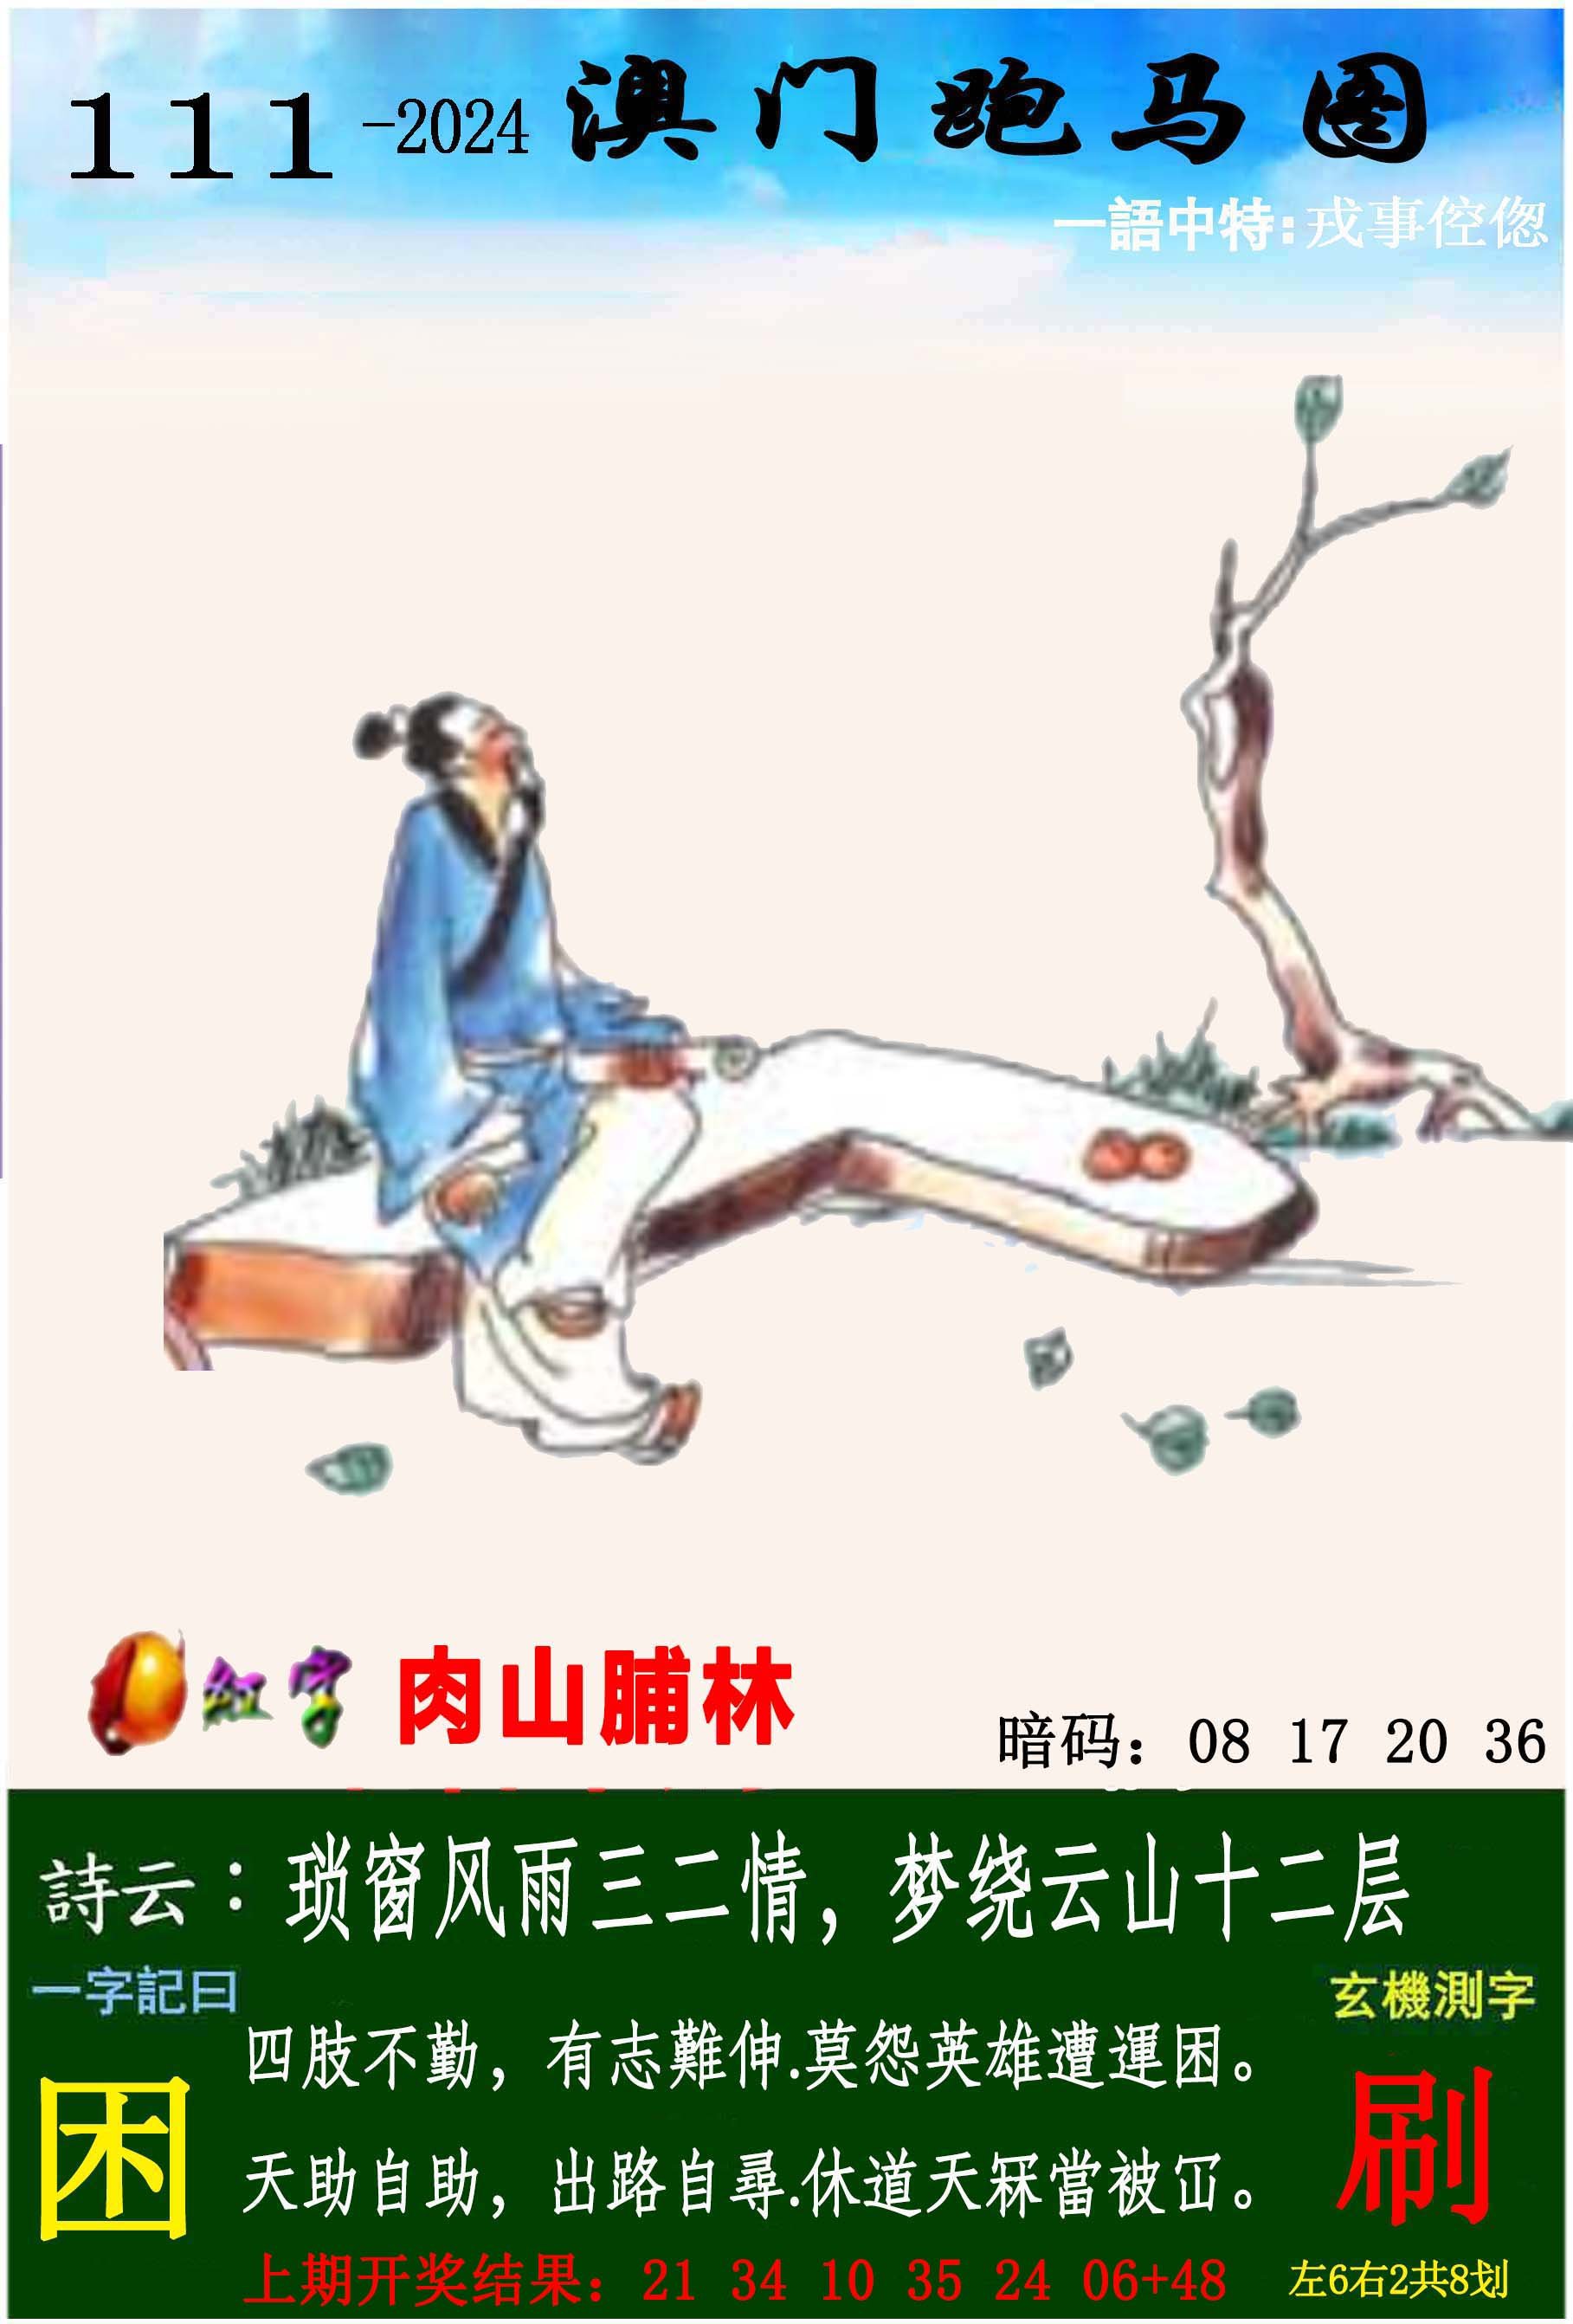 111-2024 澳门跑马图
一語中特:戎事倥偬
红字 肉山脯林
暗码：08 17 20 36
詩云：琐窗风雨三二情，梦绕云山十二层
一字記曰
玄機測字
四肢不勤，有志難伸.莫怨英雄遭運困。
困
刷
天助自助，出路自尋.休道天冧當被冚。
上期开奖结果：21 34 10 35 24 06+48
左6右2共8划